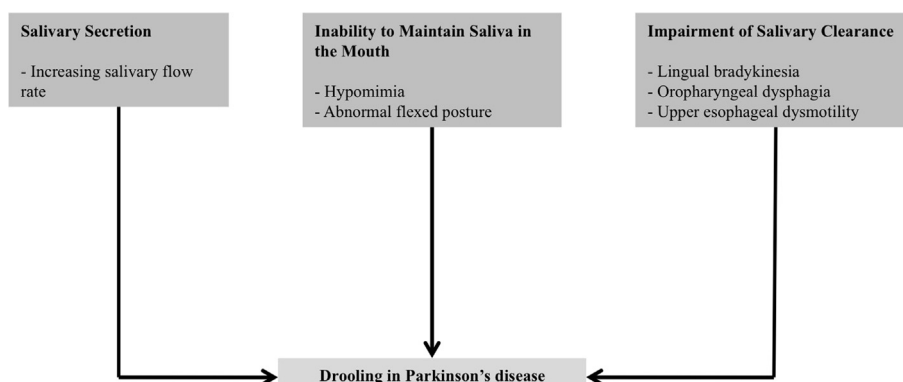 Salivary Secretion
- Increasing salivary flow
rate
Inability to Maintain Saliva in
the Mouth
- Hypomimia
- Abnormal flexed posture
Impairment of Salivary Clearance
- Lingual bradykinesia
- Oropharyngeal dysphagia
- Upper esophageal dysmotility
Drooling in Parkinson's disease